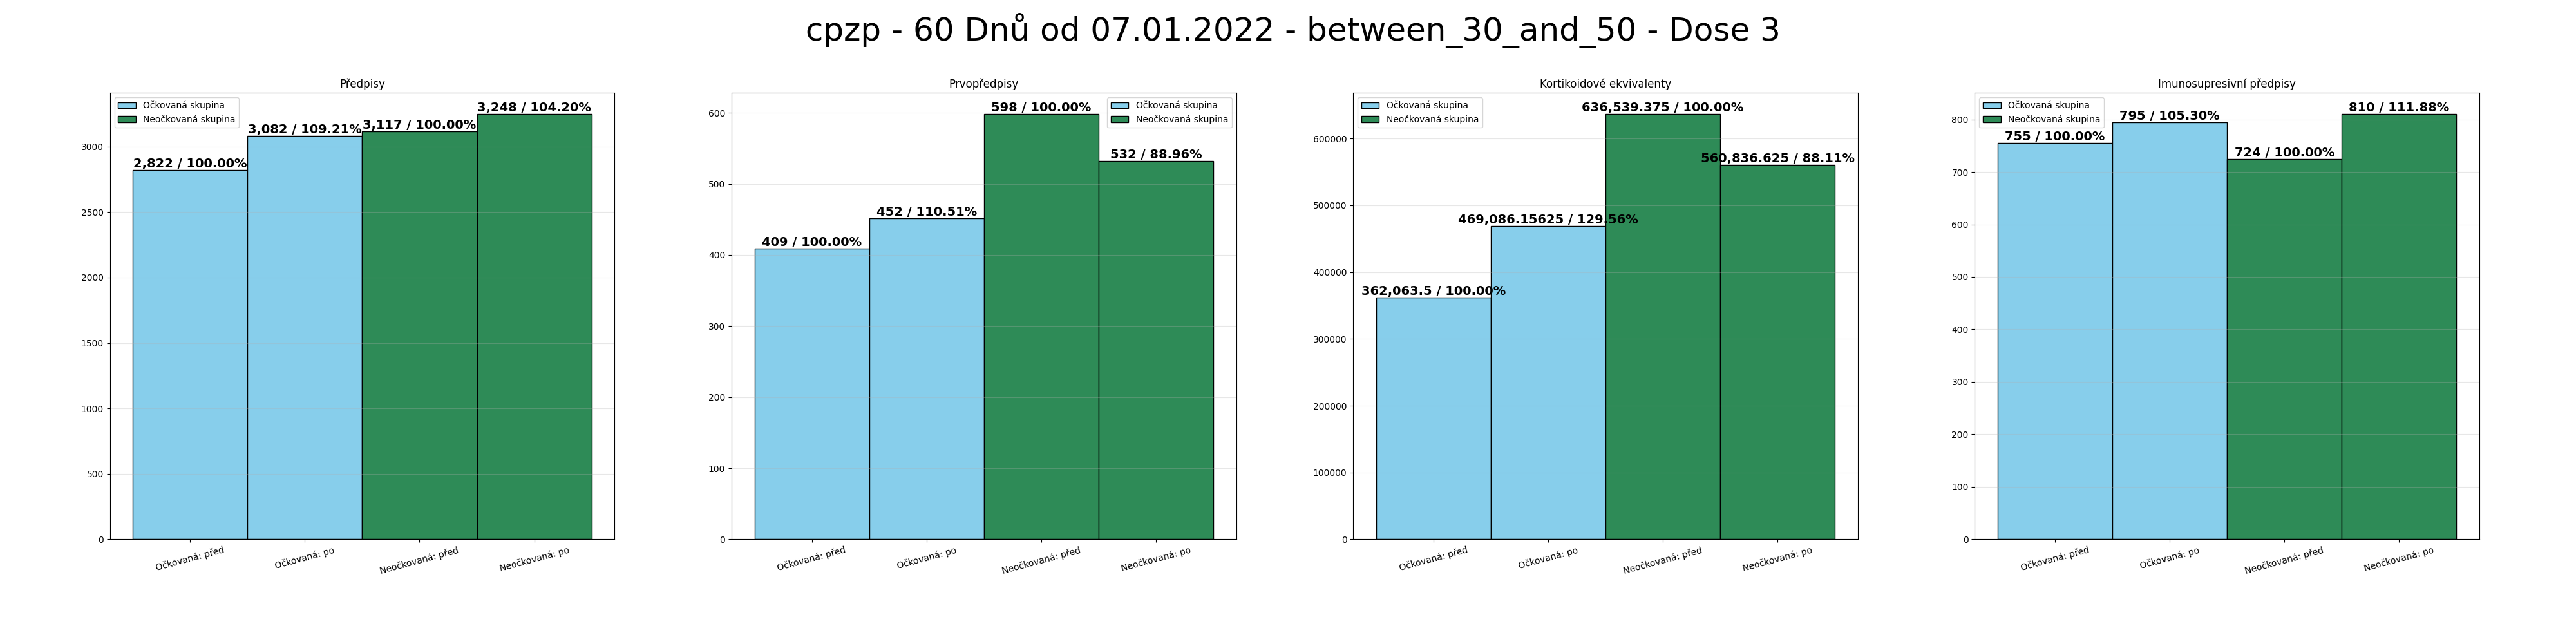 cpzp - 60 Dnů od 07.01.2022 - between_30_and_50 - Dose 3
Předpisy
Očkovaná skupina
Neočkovaná skupina
2,822 / 100.00%
3,082 / 109.21%
3,117 / 100.00%
3,248 / 104.20%
3000
2500
2000
1500
1000
500
0
Očkovaná: před
Očkovaná: po
Neočkovaná: před
Neočkovaná: po
Prvopředpisy
Očkovaná skupina
Neočkovaná skupina
409 / 100.00%
452 / 110.51%
598 / 100.00%
532 / 88.96%
600
500
400
300
200
100
0
Očkovaná: před
Očkovaná: po
Neočkovaná: před
Neočkovaná: po
Kortikoidové ekvivalenty
Očkovaná skupina
Neočkovaná skupina
362,063.5 / 100.00%
469,086.15625 / 129.56%
636,539.375 / 100.00%
560,836.625 / 88.11%
600000
500000
400000
300000
200000
100000
0
Očkovaná: před
Očkovaná: po
Neočkovaná: před
Neočkovaná: po
Imunosupresivní předpisy
Očkovaná skupina
Neočkovaná skupina
755 / 100.00%
795 / 105.30%
724 / 100.00%
810 / 111.88%
800
700
600
500
400
300
200
100
0
Očkovaná: před
Očkovaná: po
Neočkovaná: před
Neočkovaná: po